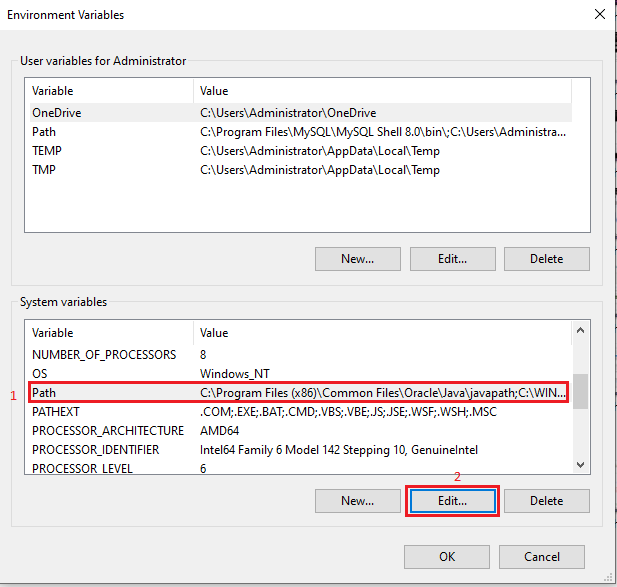 Environment Variables
User variables for Administrator
Variable Value
OneDrive C:\Users\Administrator\OneDrive
Path C:\Program Files\MySQL\MySQL Shell 8.0\bin\;C:\Users\Administra...
TEMP C:\Users\Administrator\AppData\Local\Temp
TMP C:\Users\Administrator\AppData\Local\Temp
New... Edit... Delete
System variables
Variable Value
NUMBER_OF_PROCESSORS 8
OS Windows_NT
1 Path C:\Program Files (x86)\Common Files\Oracle\Java\javapath;C:\WIN...
PATHEXT .COM;.EXE;.BAT;.CMD;.VBS;.VBE;.JS;.JSE;.WSF;.WSH;.MSC
PROCESSOR_ARCHITECTURE AMD64
PROCESSOR_IDENTIFIER Intel64 Family 6 Model 142 Stepping 10, GenuineIntel
PROCESSOR_LEVEL 6
2
New... Edit... Delete
OK Cancel